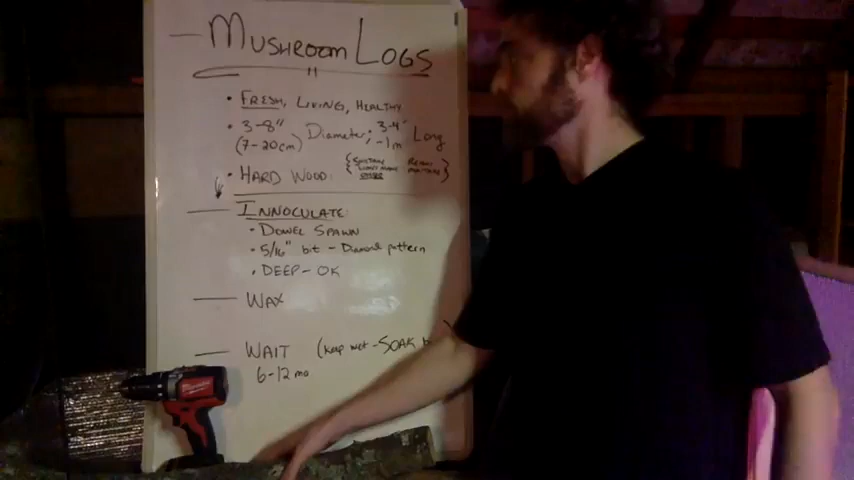 — MUSHROOM LOGS
• FRESH, LIVING, HEALTHY
• 3-8" Diameter; 3-4' Long
(7-20cm) ~1m
• HARD WOOD:
— INNOCULATE:
• DOWEL SPAWN
• 5/16" bit - Diamond pattern
• DEEP - OK
— WAX
— WAIT (keep wet - SOAK
6-12 mo
Milwaukee